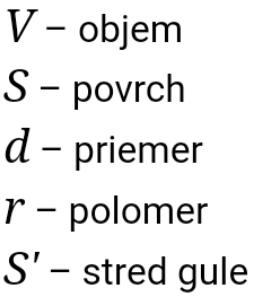 V – objem
S – povrch
d – priemer
r – polomer
S' – stred gule